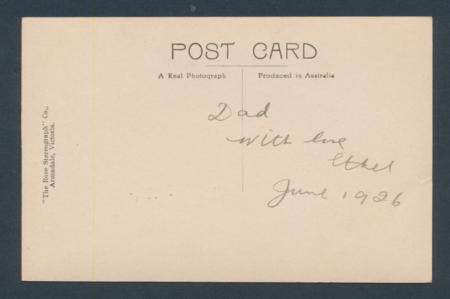 POST CARD
A Real Photograph
Produced in Australia
"The Rose Stereograph" Co.,
Armadale, Victoria.
Dad
With love
Ethel
June 1926